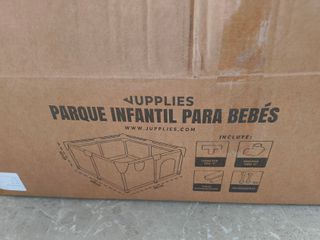 JUPPLIES
PARQUE INFANTIL PARA BEBÉS
WWW.JUPPLIES.COM
INCLUYE: